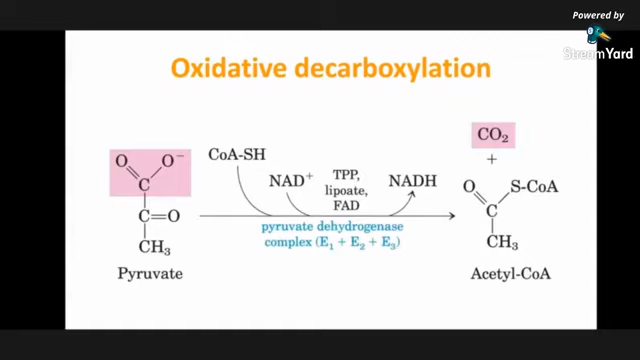 Powered by
StreamYard
Oxidative decarboxylation
CO₂
+
O O⁻
C
C=O
CH₃
Pyruvate
CoA-SH
NAD⁺
TPP,
lipoate,
FAD
NADH
pyruvate dehydrogenase
complex (E₁ + E₂ + E₃)
O S-CoA
C
CH₃
Acetyl-CoA